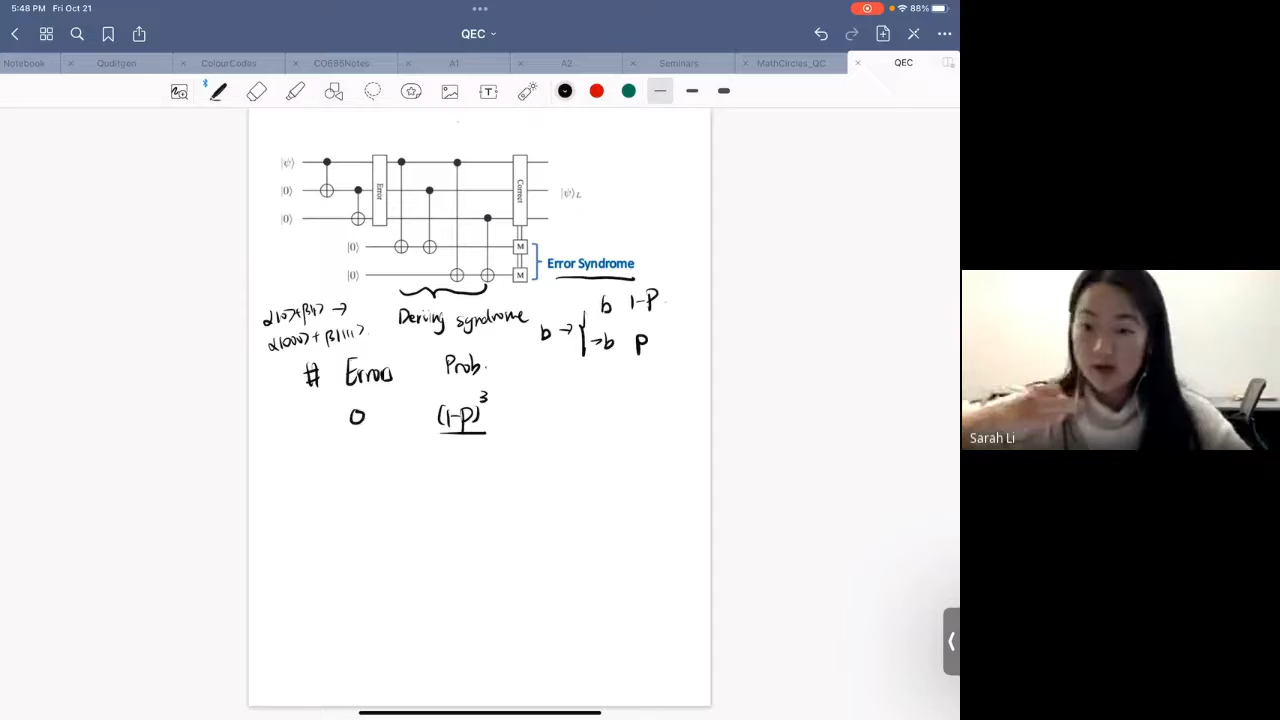 5:48 PM Fri Oct 21
88%
QEC
Notebook
Quditgen
ColourCodes
CO685Notes
A1
A2
Seminars
MathCircles_QC
QEC
|ψ⟩
|0⟩
|0⟩
|0⟩
|0⟩
Error
Correct
M
M
|ψ⟩L
Error Syndrome
α|0⟩+β|1⟩ →
α|000⟩ + β|111⟩.
Deriving syndrome
b → { b 1-P
¬b P
# Errors Prob.
0 (1-P)³
Sarah Li